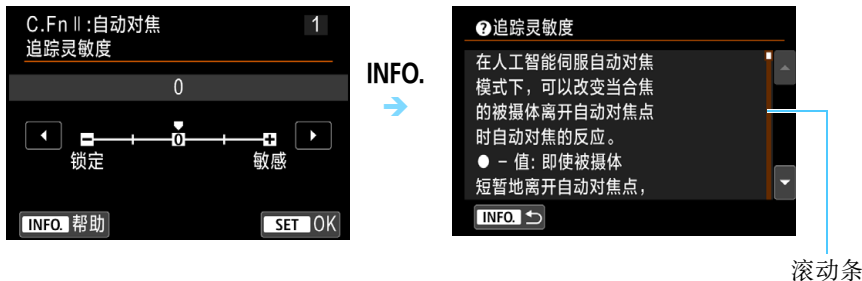 C.Fn II :自动对焦 1
追踪灵敏度
0
0
锁定 敏感
INFO. 帮助 SET OK
INFO.
?追踪灵敏度
在人工智能伺服自动对焦
模式下，可以改变当合焦
的被摄体离开自动对焦点
时自动对焦的反应。
● – 值: 即使被摄体
短暂地离开自动对焦点，
INFO.
滚动条